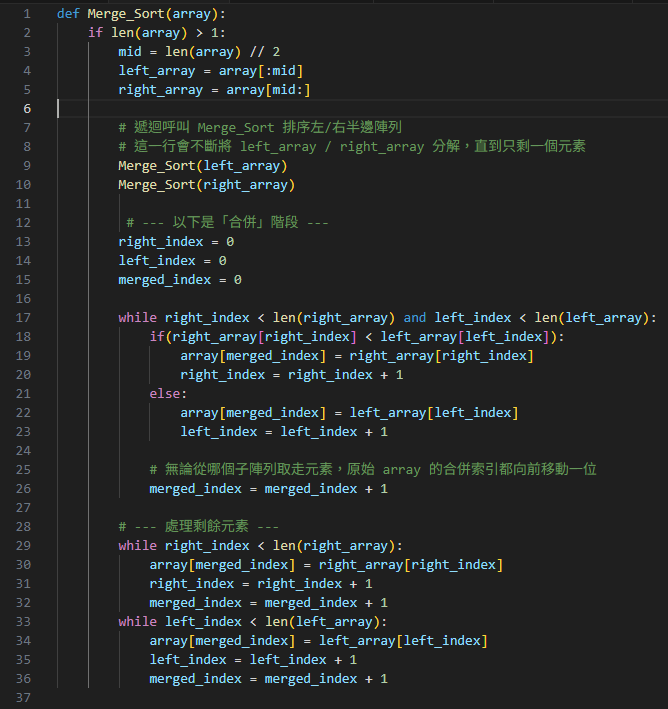 1 def Merge_Sort(array):
2     if len(array) > 1:
3         mid = len(array) // 2
4         left_array = array[:mid]
5         right_array = array[mid:]
6
7         # 遞迴呼叫 Merge_Sort 排序左/右半邊陣列
8         # 這一行會不斷將 left_array / right_array 分解，直到只剩一個元素
9         Merge_Sort(left_array)
10         Merge_Sort(right_array)
11
12          # --- 以下是「合併」階段 ---
13         right_index = 0
14         left_index = 0
15         merged_index = 0
16
17         while right_index < len(right_array) and left_index < len(left_array):
18             if(right_array[right_index] < left_array[left_index]):
19                 array[merged_index] = right_array[right_index]
20                 right_index = right_index + 1
21             else:
22                 array[merged_index] = left_array[left_index]
23                 left_index = left_index + 1
24
25             # 無論從哪個子陣列取走元素，原始 array 的合併索引都向前移動一位
26             merged_index = merged_index + 1
27
28         # --- 處理剩餘元素 ---
29         while right_index < len(right_array):
30             array[merged_index] = right_array[right_index]
31             right_index = right_index + 1
32             merged_index = merged_index + 1
33         while left_index < len(left_array):
34             array[merged_index] = left_array[left_index]
35             left_index = left_index + 1
36             merged_index = merged_index + 1
37